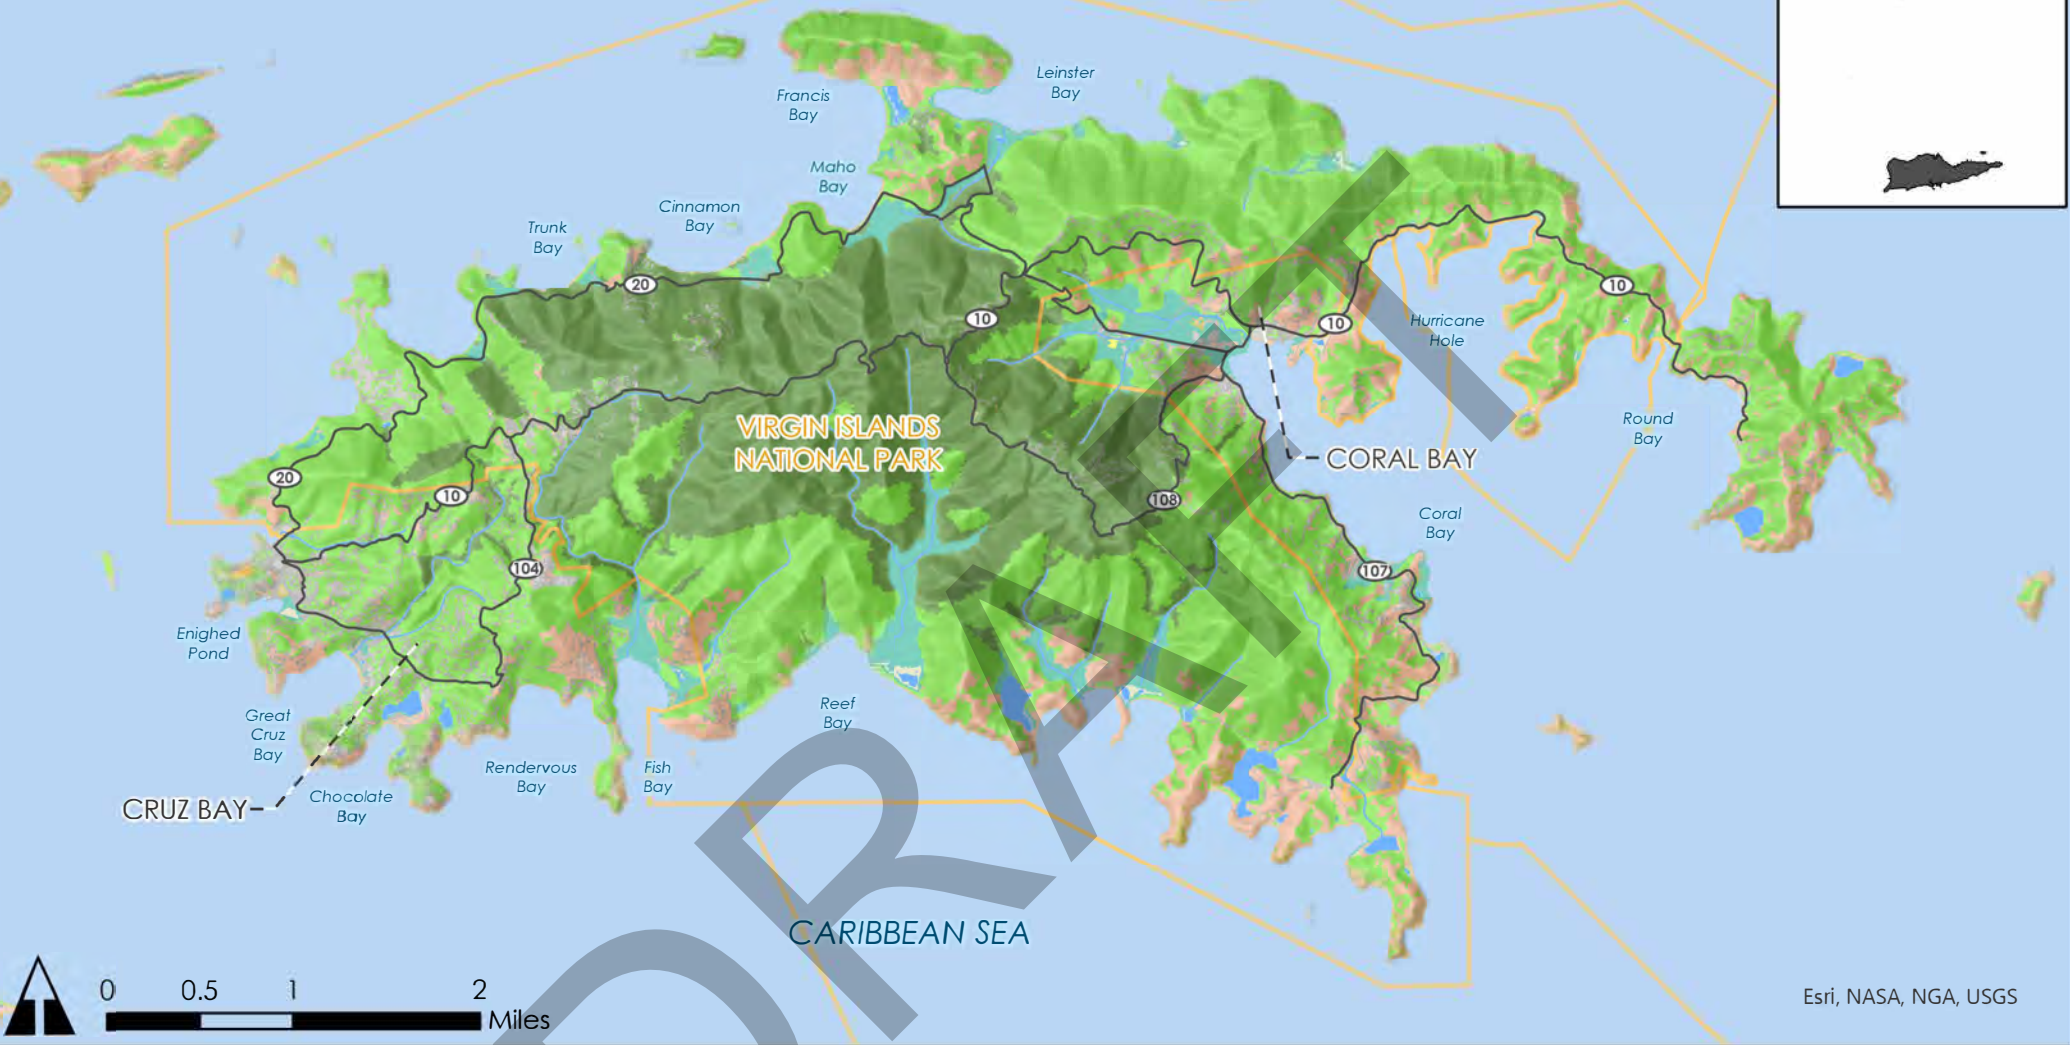 Leinster
Bay
Francis
Bay
Maho
Bay
Cinnamon
Bay
Trunk
Bay
20
10
10
10
Hurricane
Hole
VIRGIN ISLANDS
NATIONAL PARK
Round
Bay
CORAL BAY
20
10
108
Coral
Bay
104
107
Enighed
Pond
Great
Cruz
Bay
Reef
Bay
Rendervous
Bay
Fish
Bay
CRUZ BAY
Chocolate
Bay
CARIBBEAN SEA
DRAFT
0 0.5 1 2
Miles
Esri, NASA, NGA, USGS